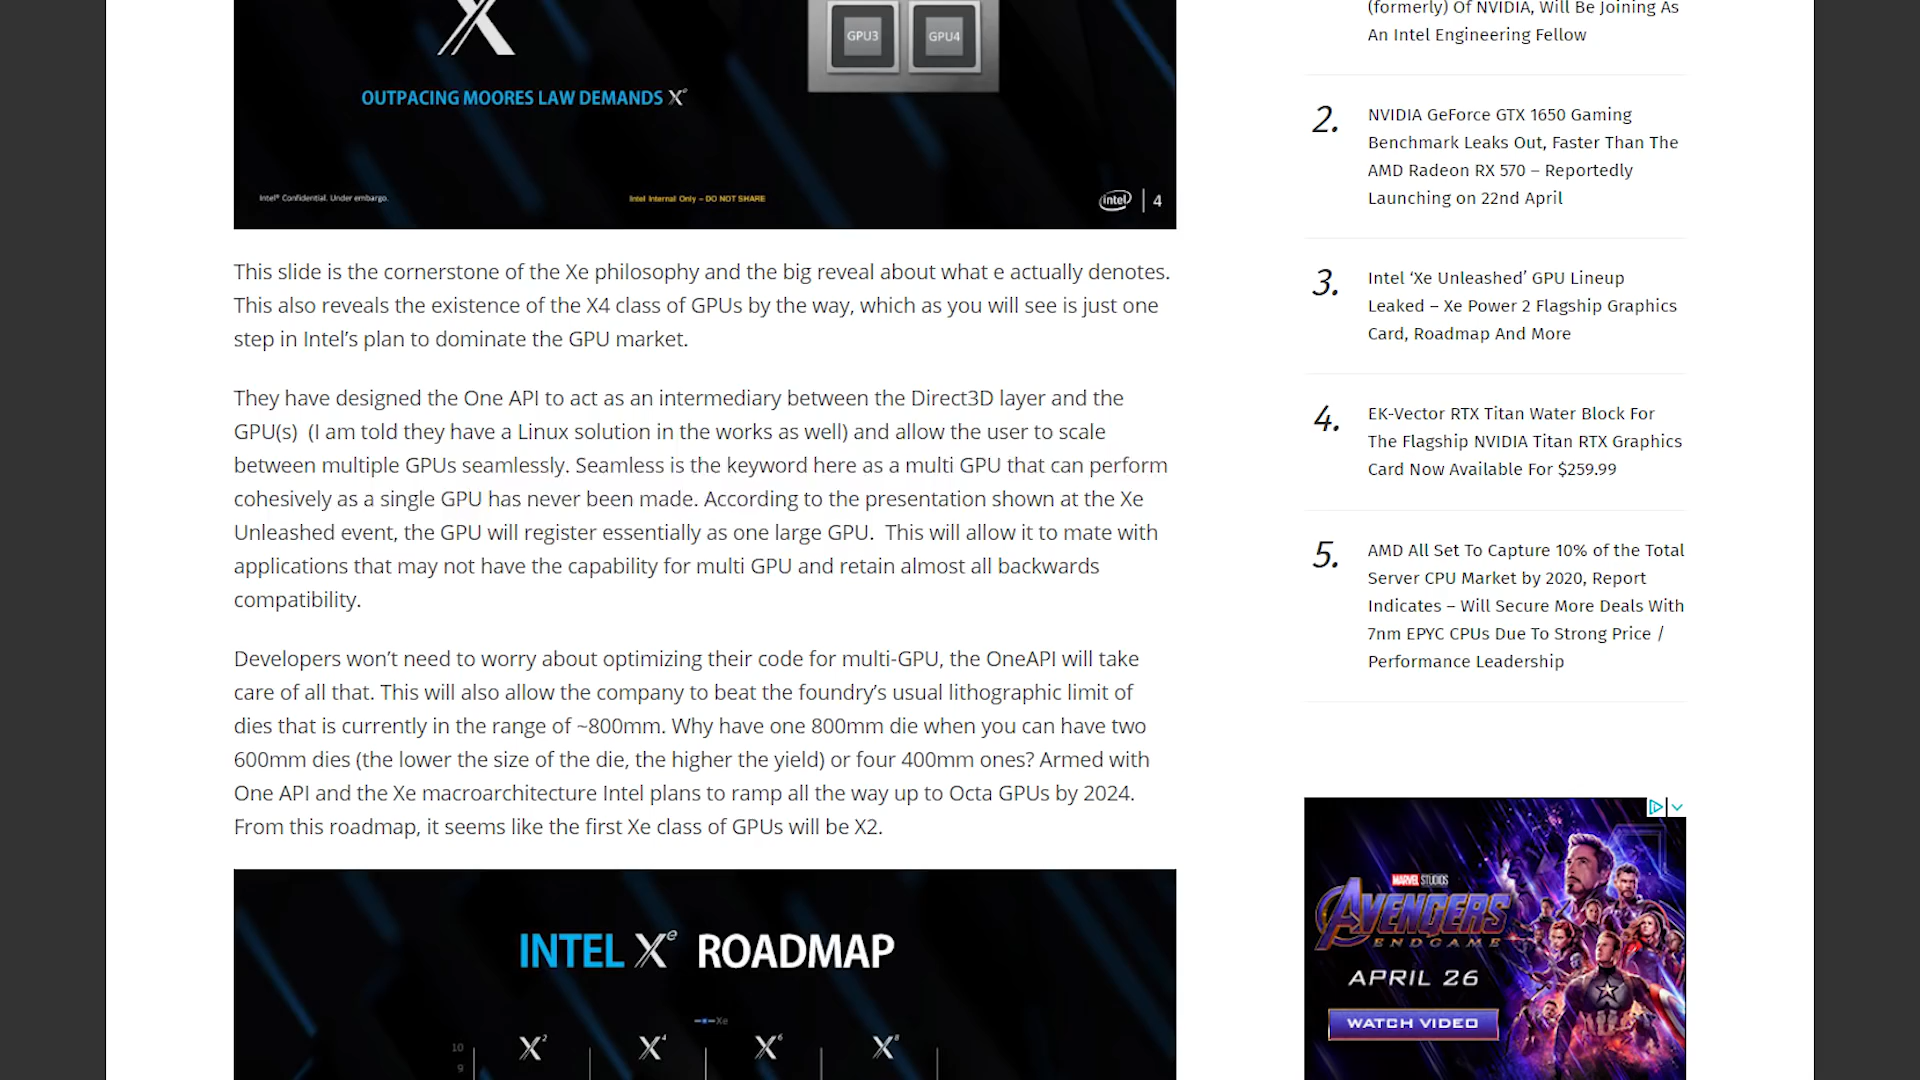 GPU3 GPU4
OUTPACING MOORES LAW DEMANDS Xe
Intel® Confidential. Under embargo.
Intel Internal Only – DO NOT SHARE
intel | 4
This slide is the cornerstone of the Xe philosophy and the big reveal about what e actually denotes.
This also reveals the existence of the X4 class of GPUs by the way, which as you will see is just one
step in Intel’s plan to dominate the GPU market.
They have designed the One API to act as an intermediary between the Direct3D layer and the
GPU(s)  (I am told they have a Linux solution in the works as well) and allow the user to scale
between multiple GPUs seamlessly. Seamless is the keyword here as a multi GPU that can perform
cohesively as a single GPU has never been made. According to the presentation shown at the Xe
Unleashed event, the GPU will register essentially as one large GPU.  This will allow it to mate with
applications that may not have the capability for multi GPU and retain almost all backwards
compatibility.
Developers won’t need to worry about optimizing their code for multi-GPU, the OneAPI will take
care of all that. This will also allow the company to beat the foundry’s usual lithographic limit of
dies that is currently in the range of ~800mm. Why have one 800mm die when you can have two
600mm dies (the lower the size of the die, the higher the yield) or four 400mm ones? Armed with
One API and the Xe macroarchitecture Intel plans to ramp all the way up to Octa GPUs by 2024.
From this roadmap, it seems like the first Xe class of GPUs will be X2.
INTEL Xe ROADMAP
Xe
10 X2 X4 X6 X8
9
(formerly) Of NVIDIA, Will Be Joining As
An Intel Engineering Fellow
2. NVIDIA GeForce GTX 1650 Gaming
Benchmark Leaks Out, Faster Than The
AMD Radeon RX 570 – Reportedly
Launching on 22nd April
3. Intel ‘Xe Unleashed’ GPU Lineup
Leaked – Xe Power 2 Flagship Graphics
Card, Roadmap And More
4. EK-Vector RTX Titan Water Block For
The Flagship NVIDIA Titan RTX Graphics
Card Now Available For $259.99
5. AMD All Set To Capture 10% of the Total
Server CPU Market by 2020, Report
Indicates – Will Secure More Deals With
7nm EPYC CPUs Due To Strong Price /
Performance Leadership
MARVEL STUDIOS
AVENGERS
ENDGAME
APRIL 26
WATCH VIDEO